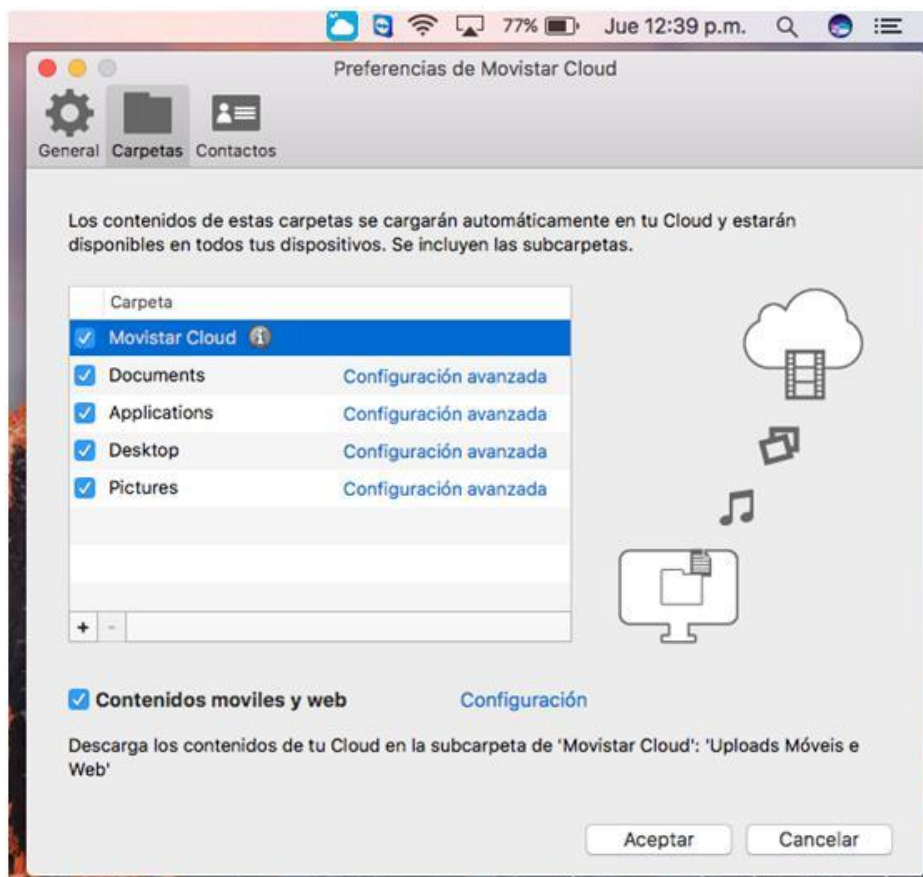 77% Jue 12:39 p.m.
Preferencias de Movistar Cloud
General Carpetas Contactos
Los contenidos de estas carpetas se cargarán automáticamente en tu Cloud y estarán
disponibles en todos tus dispositivos. Se incluyen las subcarpetas.
Carpeta
Movistar Cloud
Documents Configuración avanzada
Applications Configuración avanzada
Desktop Configuración avanzada
Pictures Configuración avanzada
+ -
Contenidos moviles y web Configuración
Descarga los contenidos de tu Cloud en la subcarpeta de 'Movistar Cloud': 'Uploads Móveis e
Web'
Aceptar Cancelar